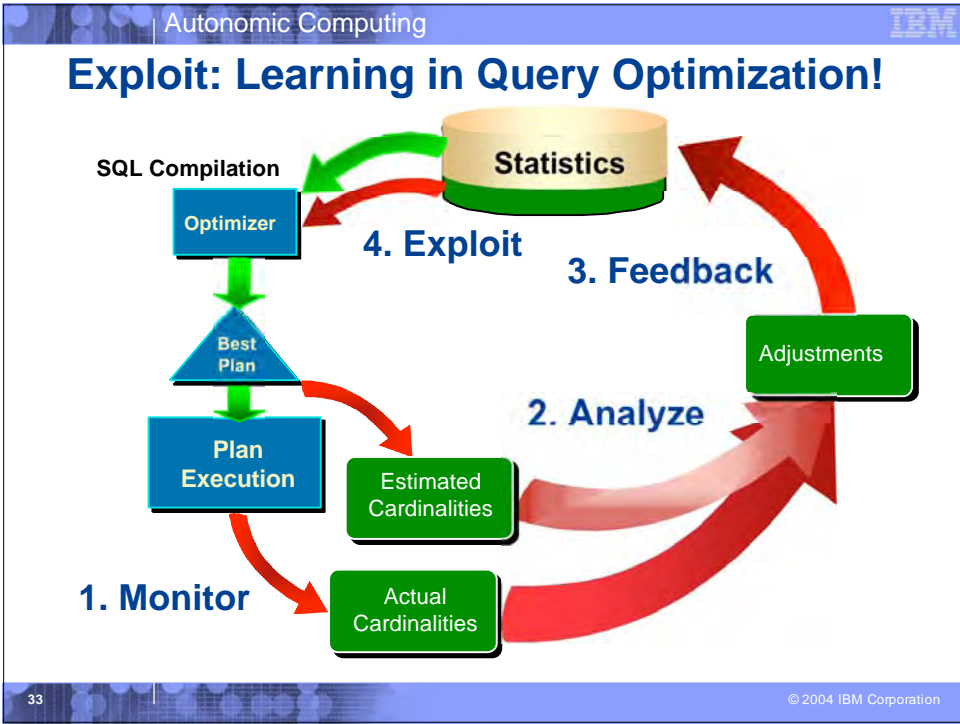 Autonomic Computing
IBM
Exploit: Learning in Query Optimization!
SQL Compilation
Statistics
Optimizer
4. Exploit
3. Feedback
Best
Plan
Adjustments
2. Analyze
Plan
Execution
Estimated
Cardinalities
1. Monitor
Actual
Cardinalities
33
© 2004 IBM Corporation